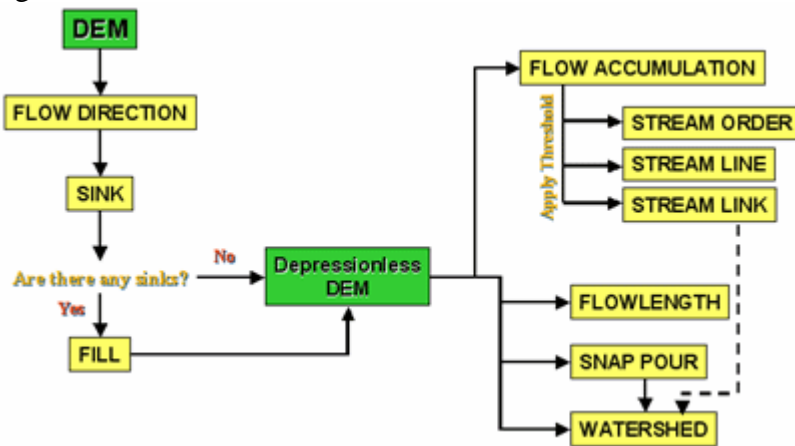 DEM
FLOW DIRECTION
SINK
Are there any sinks?
No
Yes
FILL
Depressionless
DEM
FLOW ACCUMULATION
Apply Threshold
STREAM ORDER
STREAM LINE
STREAM LINK
FLOWLENGTH
SNAP POUR
WATERSHED